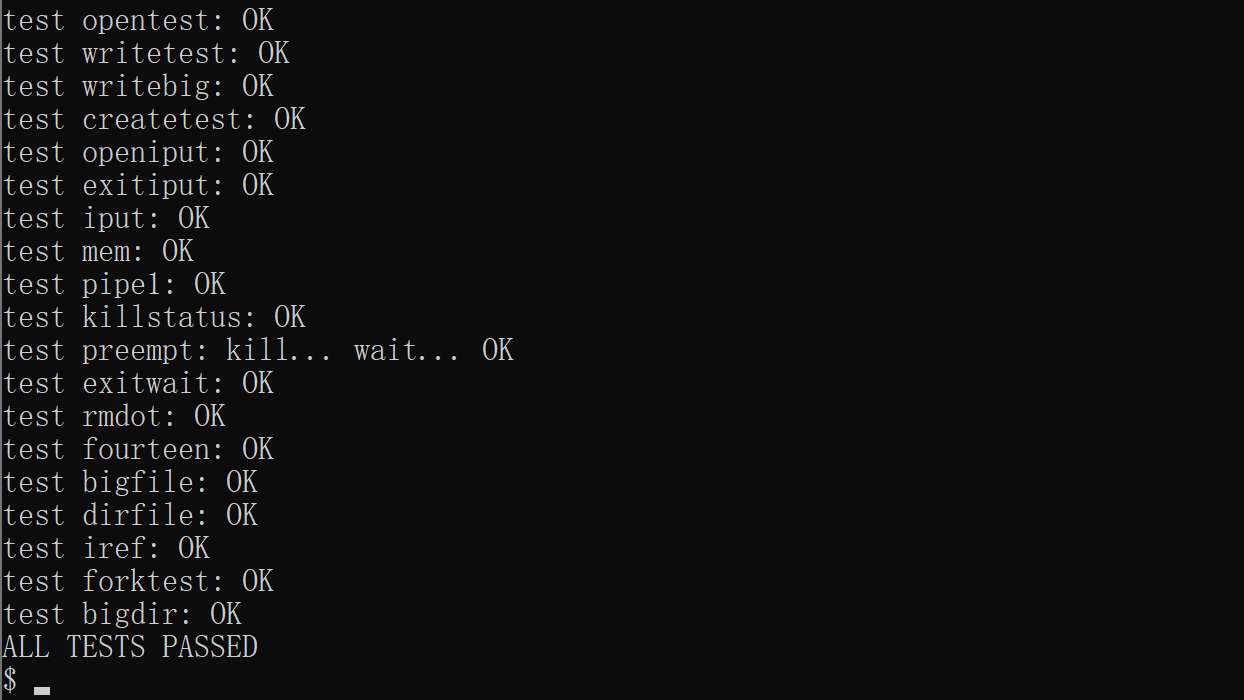 test opentest: OK
test writetest: OK
test writebig: OK
test createtest: OK
test openiput: OK
test exitiput: OK
test iput: OK
test mem: OK
test pipe1: OK
test killstatus: OK
test preempt: kill... wait... OK
test exitwait: OK
test rmdot: OK
test fourteen: OK
test bigfile: OK
test dirfile: OK
test iref: OK
test forktest: OK
test bigdir: OK
ALL TESTS PASSED
$